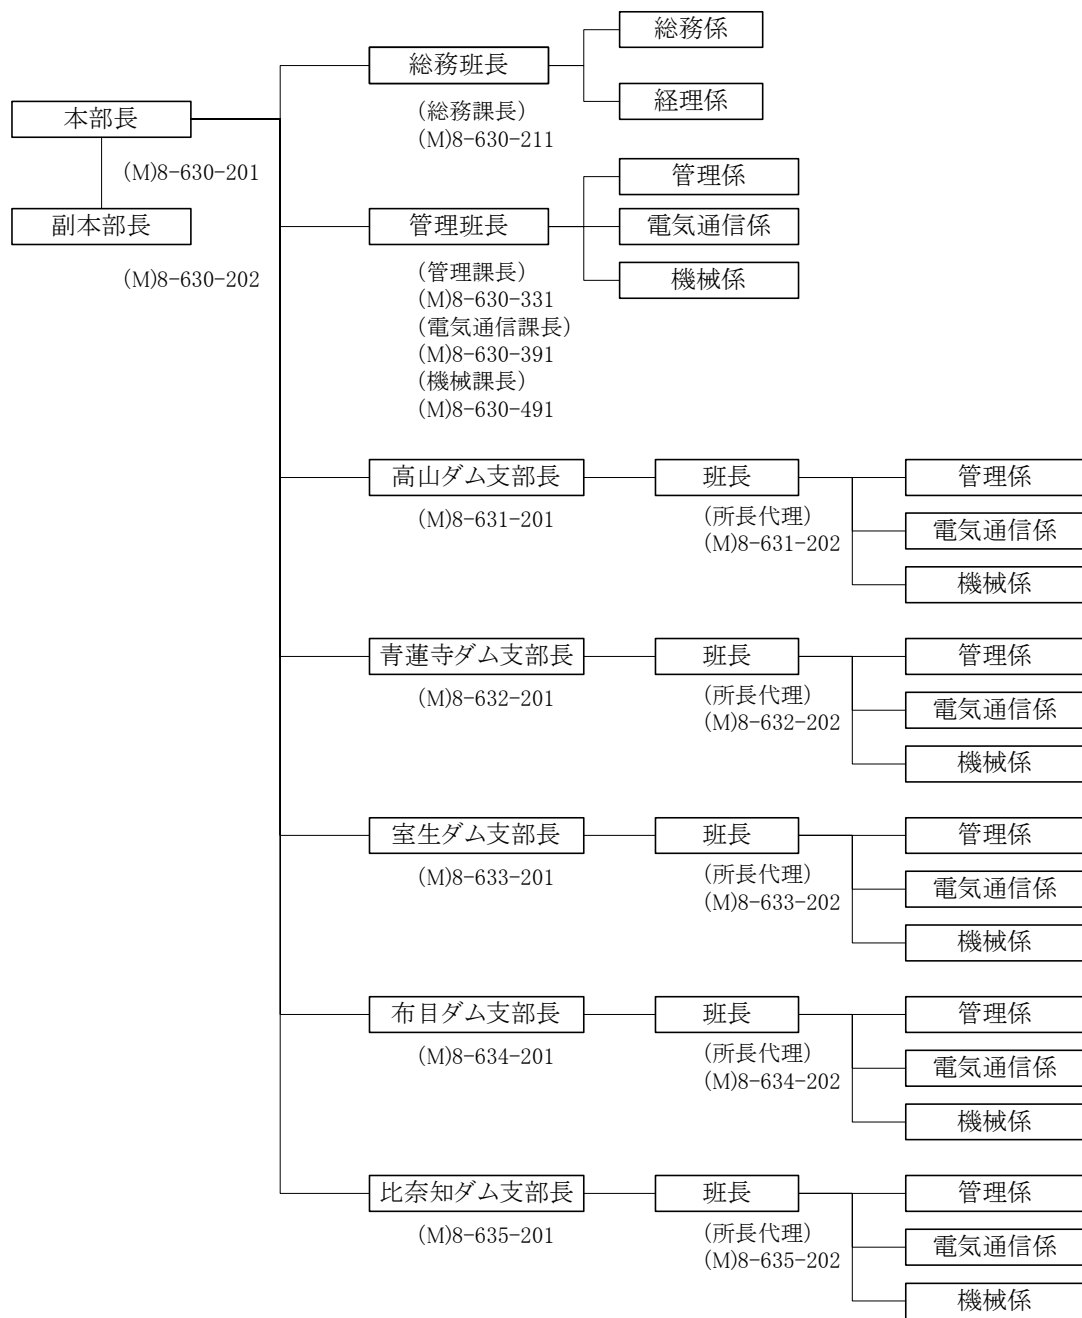 本部長
(M)8-630-201
副本部長
(M)8-630-202
総務班長
(総務課長)
(M)8-630-211
総務係
経理係
管理班長
(管理課長)
(M)8-630-331
(電気通信課長)
(M)8-630-391
(機械課長)
(M)8-630-491
管理係
電気通信係
機械係
高山ダム支部長
(M)8-631-201
班長
(所長代理)
(M)8-631-202
管理係
電気通信係
機械係
青蓮寺ダム支部長
(M)8-632-201
班長
(所長代理)
(M)8-632-202
管理係
電気通信係
機械係
室生ダム支部長
(M)8-633-201
班長
(所長代理)
(M)8-633-202
管理係
電気通信係
機械係
布目ダム支部長
(M)8-634-201
班長
(所長代理)
(M)8-634-202
管理係
電気通信係
機械係
比奈知ダム支部長
(M)8-635-201
班長
(所長代理)
(M)8-635-202
管理係
電気通信係
機械係